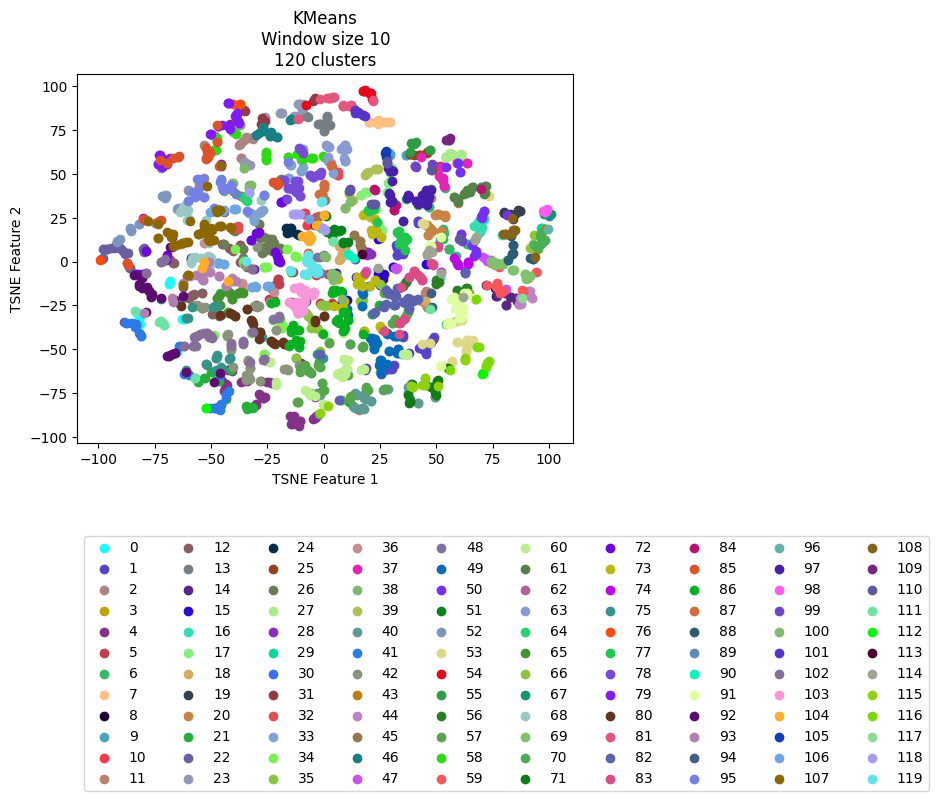 KMeans
Window size 10
120 clusters
100
75
50
25
0
−25
−50
−75
−100
TSNE Feature 2
−100 −75 −50 −25 0 25 50 75 100
TSNE Feature 1
0 12 24 36 48 60 72 84 96 108
1 13 25 37 49 61 73 85 97 109
2 14 26 38 50 62 74 86 98 110
3 15 27 39 51 63 75 87 99 111
4 16 28 40 52 64 76 88 100 112
5 17 29 41 53 65 77 89 101 113
6 18 30 42 54 66 78 90 102 114
7 19 31 43 55 67 79 91 103 115
8 20 32 44 56 68 80 92 104 116
9 21 33 45 57 69 81 93 105 117
10 22 34 46 58 70 82 94 106 118
11 23 35 47 59 71 83 95 107 119